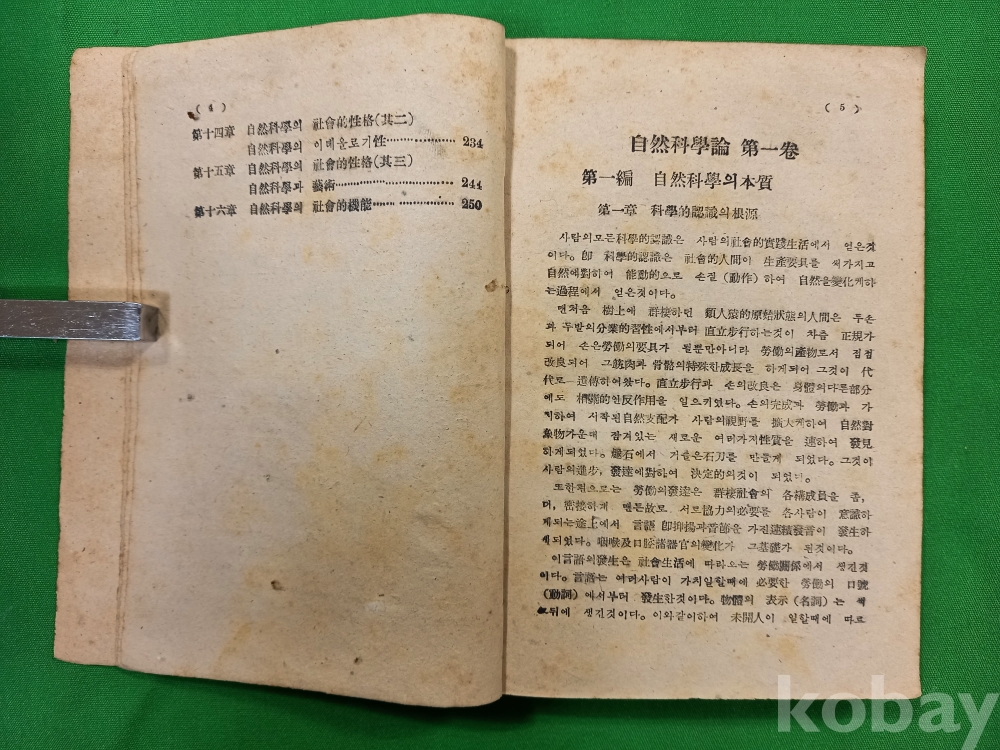 ( 4 )
第十四章 自然科學의 社會的性格(其二)
自然科學의 이데올로기性 234
第十五章 自然科學의 社會的性格(其三)
自然科學과 藝術 244
第十六章 自然科學의 社會的機能 250
( 5 )
自然科學論 第一卷
第一編 自然科學의本質
第一章 科學的認識의根源
사람의모든科學的認識은 사람의社會的實踐生活에서 얻은것
이다。卽 科學的認識은 社會的人間이 生產要具를 써가지고
自然에對하여 能動的으로 손질 (動作) 하여 自然을變化케하
는過程에서 얻은것이다。
맨처음 樹上에 群棲하던 類人猿的原始狀態의人間은 두손
과 두발의分業的習性에서부터 直立步行하는것이 차츰 正規가
되어 손은勞働의要具가 될뿐만아니라 勞働의產物로서 점점
改良되어 그筋肉과 骨骼의特殊한成長을 하게되어 그것이 代
代로 遺傳하여왔다。直立步行과 손의改良은 身體의다른部分
에도 相應的인反作用을 일으키었다。손의完成과 勞働과 가
치하여 시작된自然支配가 사람의視野를 擴大케하여 自然對
象物가운데 잠겨있는 새로운 여러가지性質을 連하여 發見
하게되었다。燧石에서 거츨은石刀를 만들게 되었다。그것이
사람의進步, 發達에對하여 決定的의것이 되었다。
또한쪽으로는 勞働의發達은 群棲社會의 各構成員을 좀,
더, 密接하게 맨든故로 서로協力의必要를 各사람이 意識하
게되는途上에서 言語 卽抑揚과音節을 가진連續發言이 發生하
게되었다。咽喉及口腔諸器官의變化가 그基礎가 된것이다。
이言語의發生은 社會生活에 따라오는 勞働關係에서 생긴것
이다。言語는 여러사람이 가치일할때에 必要한 勞働의 口號
(動詞) 에서부터 發生한것이다。物體의 表示 (名詞) 는 썩
뒤에 생긴것이다。이와같이하여 未開人이 일할때에 따르
kobay